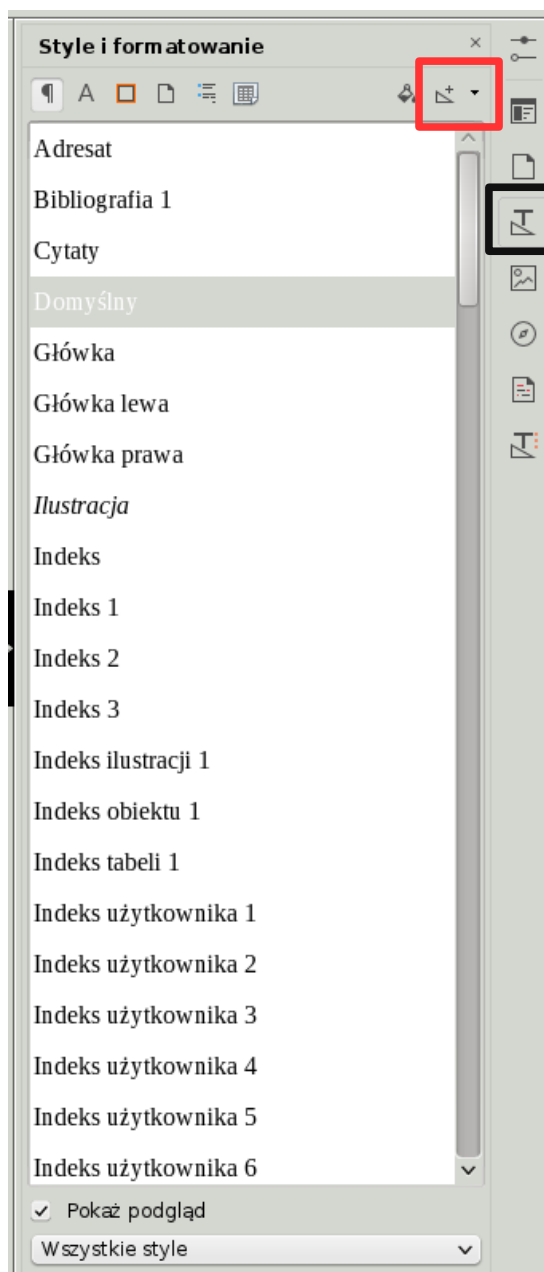 Style i formatowanie
Adresat
Bibliografia 1
Cytaty
Domyślny
Główka
Główka lewa
Główka prawa
Ilustracja
Indeks
Indeks 1
Indeks 2
Indeks 3
Indeks ilustracji 1
Indeks obiektu 1
Indeks tabeli 1
Indeks użytkownika 1
Indeks użytkownika 2
Indeks użytkownika 3
Indeks użytkownika 4
Indeks użytkownika 5
Indeks użytkownika 6
Pokaż podgląd
Wszystkie style